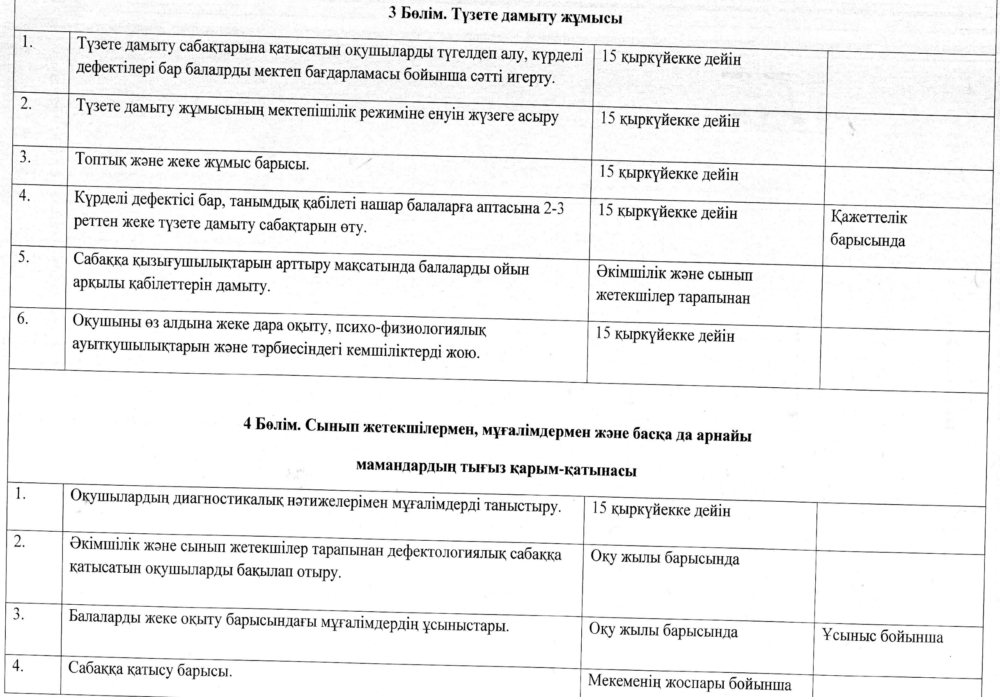 3 Бөлім. Түзете дамыту жұмысы
1.
Түзете дамыту сабақтарына қатысатын оқушыларды түгелдеп алу, күрделі
дефектілері бар балалрды мектеп бағдарламасы бойынша сәтті игерту.
15 қыркүйекке дейін
2.
Түзете дамыту жұмысының мектепішілік режиміне енуін жүзеге асыру
15 қыркүйекке дейін
3.
Топтық және жеке жұмыс барысы.
15 қыркүйекке дейін
4.
Күрделі дефектісі бар, танымдық қабілеті нашар балаларға аптасына 2-3
реттен жеке түзете дамыту сабақтарын өту.
15 қыркүйекке дейін
Қажеттелік
барысында
5.
Сабаққа қызығушылықтарын арттыру мақсатында балаларды ойын
арқылы қабілеттерін дамыту.
Әкімшілік және сынып
жетекшілер тарапынан
6.
Оқушыны өз алдына жеке дара оқыту, психо-физиологиялық
ауытқушылықтарын және тәрбиесіндегі кемшіліктерді жою.
15 қыркүйекке дейін
4 Бөлім. Сынып жетекшілермен, мұғалімдермен және басқа да арнайы
мамандардың тығыз қарым-қатынасы
1.
Оқушылардың диагностикалық нәтижелерімен мұғалімдерді таныстыру.
15 қыркүйекке дейін
2.
Әкімшілік және сынып жетекшілер тарапынан дефектологиялық сабаққа
қатысатын оқушыларды бақылап отыру.
Оқу жылы барысында
3.
Балаларды жеке оқыту барысындағы мұғалімдердің ұсыныстары.
Оқу жылы барысында
Ұсыныс бойынша
4.
Сабаққа қатысу барысы.
Мекеменің жоспары бойынша